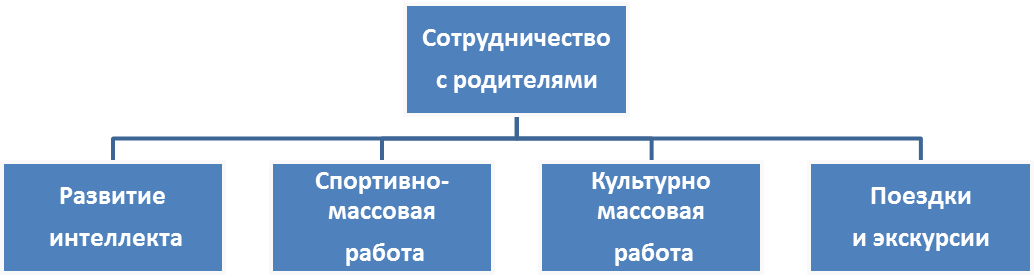 Сотрудничество
с родителями
Развитие
интеллекта
Спортивно-
массовая
работа
Культурно
массовая
работа
Поездки
и экскурсии